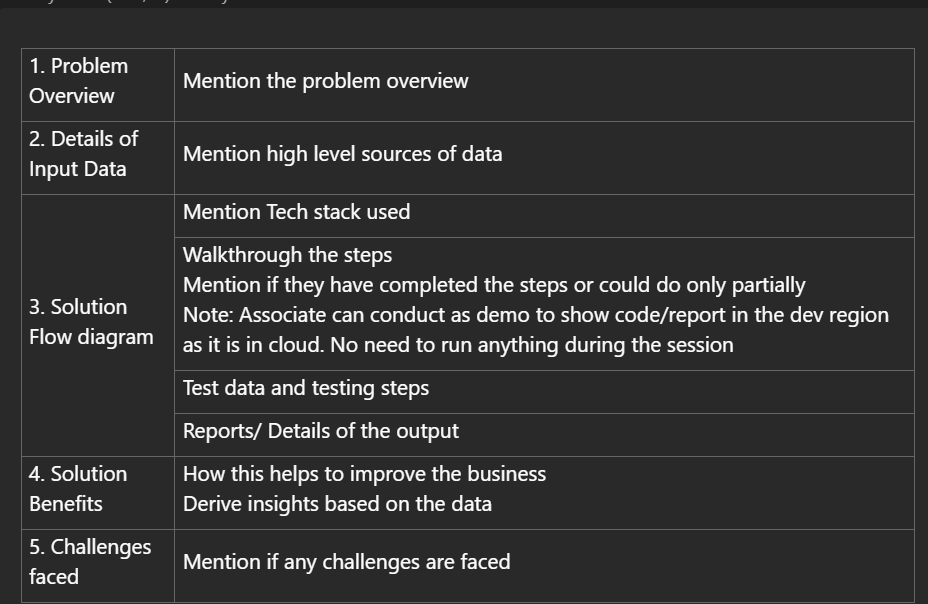 1. Problem
Overview
Mention the problem overview
2. Details of
Input Data
Mention high level sources of data
3. Solution
Flow diagram
Mention Tech stack used
Walkthrough the steps
Mention if they have completed the steps or could do only partially
Note: Associate can conduct as demo to show code/report in the dev region
as it is in cloud. No need to run anything during the session
Test data and testing steps
Reports/ Details of the output
4. Solution
Benefits
How this helps to improve the business
Derive insights based on the data
5. Challenges
faced
Mention if any challenges are faced